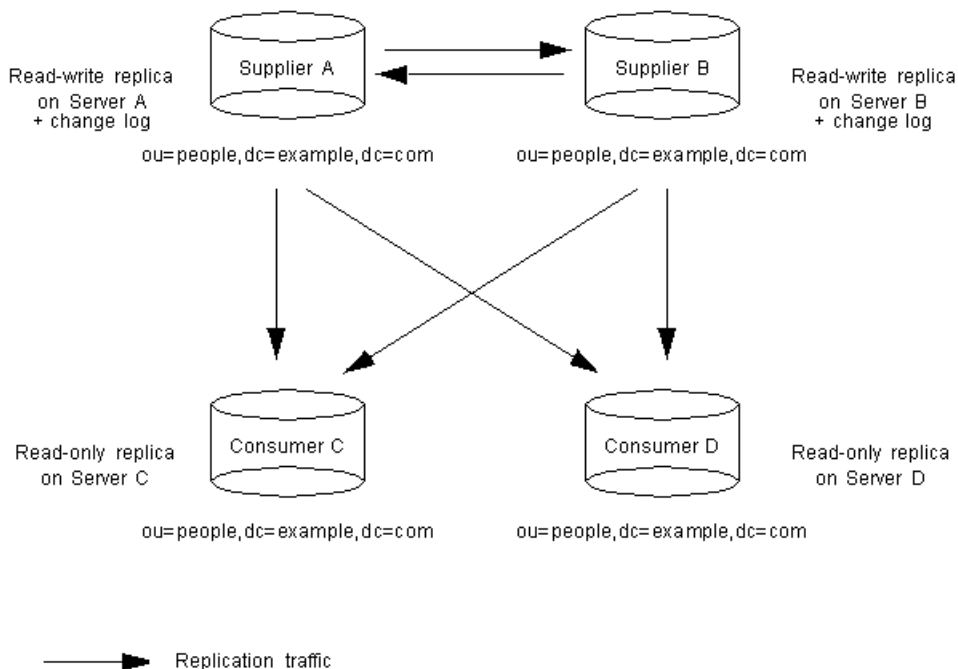 Supplier A
Supplier B
Read-write replica
on Server A
+ change log
Read-write replica
on Server B
+ change log
ou=people,dc=example,dc=com
ou=people,dc=example,dc=com
Consumer C
Consumer D
Read-only replica
on Server C
Read-only replica
on Server D
ou=people,dc=example,dc=com
ou=people,dc=example,dc=com
Replication traffic